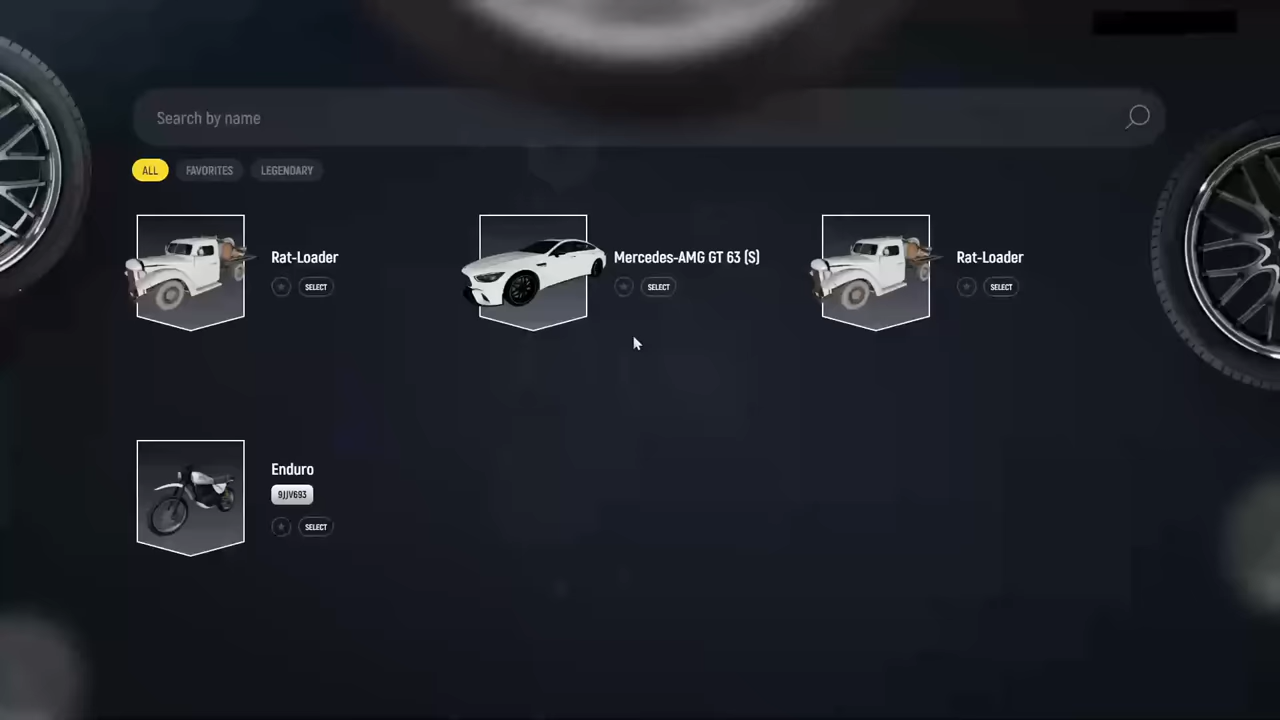 Search by name
ALL FAVORITES LEGENDARY
Rat-Loader
SELECT
Mercedes-AMG GT 63 (S)
SELECT
Rat-Loader
SELECT
Enduro
9JJV693
SELECT